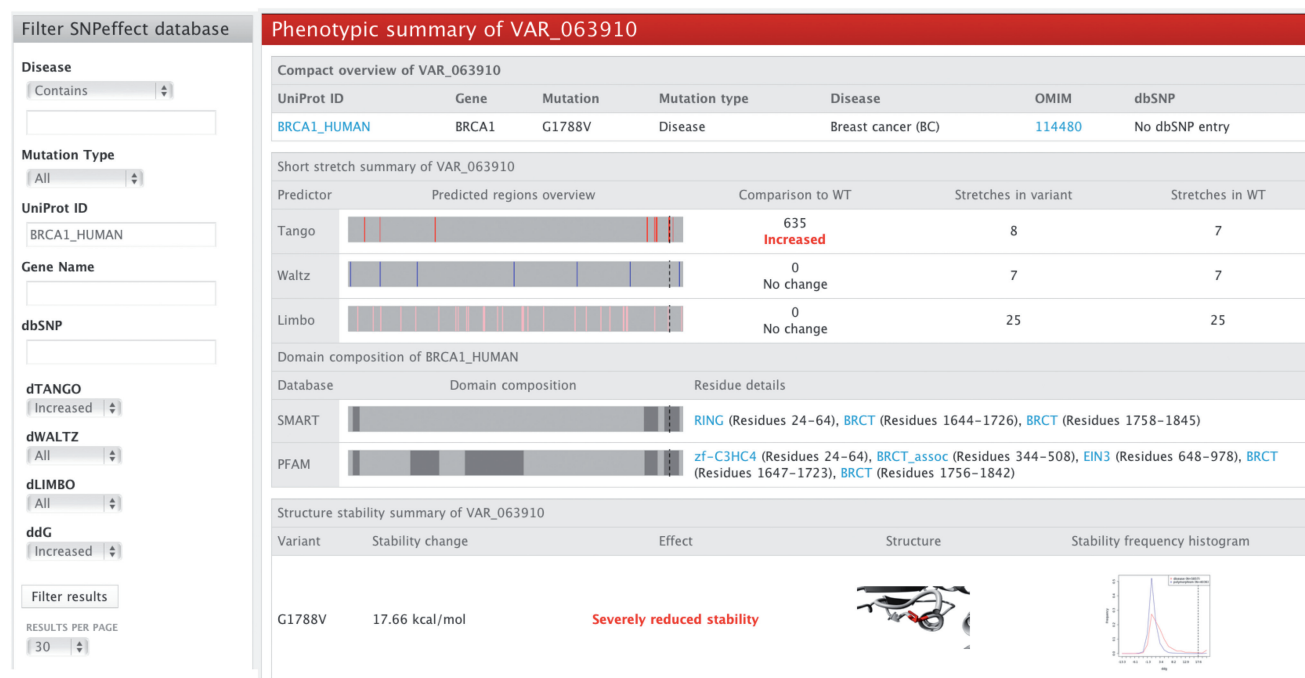 Filter SNPeffect database
Disease
Contains
Mutation Type
All
UniProt ID
BRCA1_HUMAN
Gene Name
dbSNP
dTANGO
Increased
dWALTZ
All
dLIMBO
All
ddG
Increased
Filter results
RESULTS PER PAGE
30
Phenotypic summary of VAR_063910
Compact overview of VAR_063910
UniProt ID Gene Mutation Mutation type Disease OMIM dbSNP
BRCA1_HUMAN BRCA1 G1788V Disease Breast cancer (BC) 114480 No dbSNP entry
Short stretch summary of VAR_063910
Predictor Predicted regions overview Comparison to WT Stretches in variant Stretches in WT
Tango 635 Increased 8 7
Waltz 0 No change 7 7
Limbo 0 No change 25 25
Domain composition of BRCA1_HUMAN
Database Domain composition Residue details
SMART RING (Residues 24-64), BRCT (Residues 1644-1726), BRCT (Residues 1758-1845)
PFAM zf-C3HC4 (Residues 24-64), BRCT_assoc (Residues 344-508), EIN3 (Residues 648-978), BRCT
(Residues 1647-1723), BRCT (Residues 1756-1842)
Structure stability summary of VAR_063910
Variant Stability change Effect Structure Stability frequency histogram
G1788V 17.66 kcal/mol Severely reduced stability